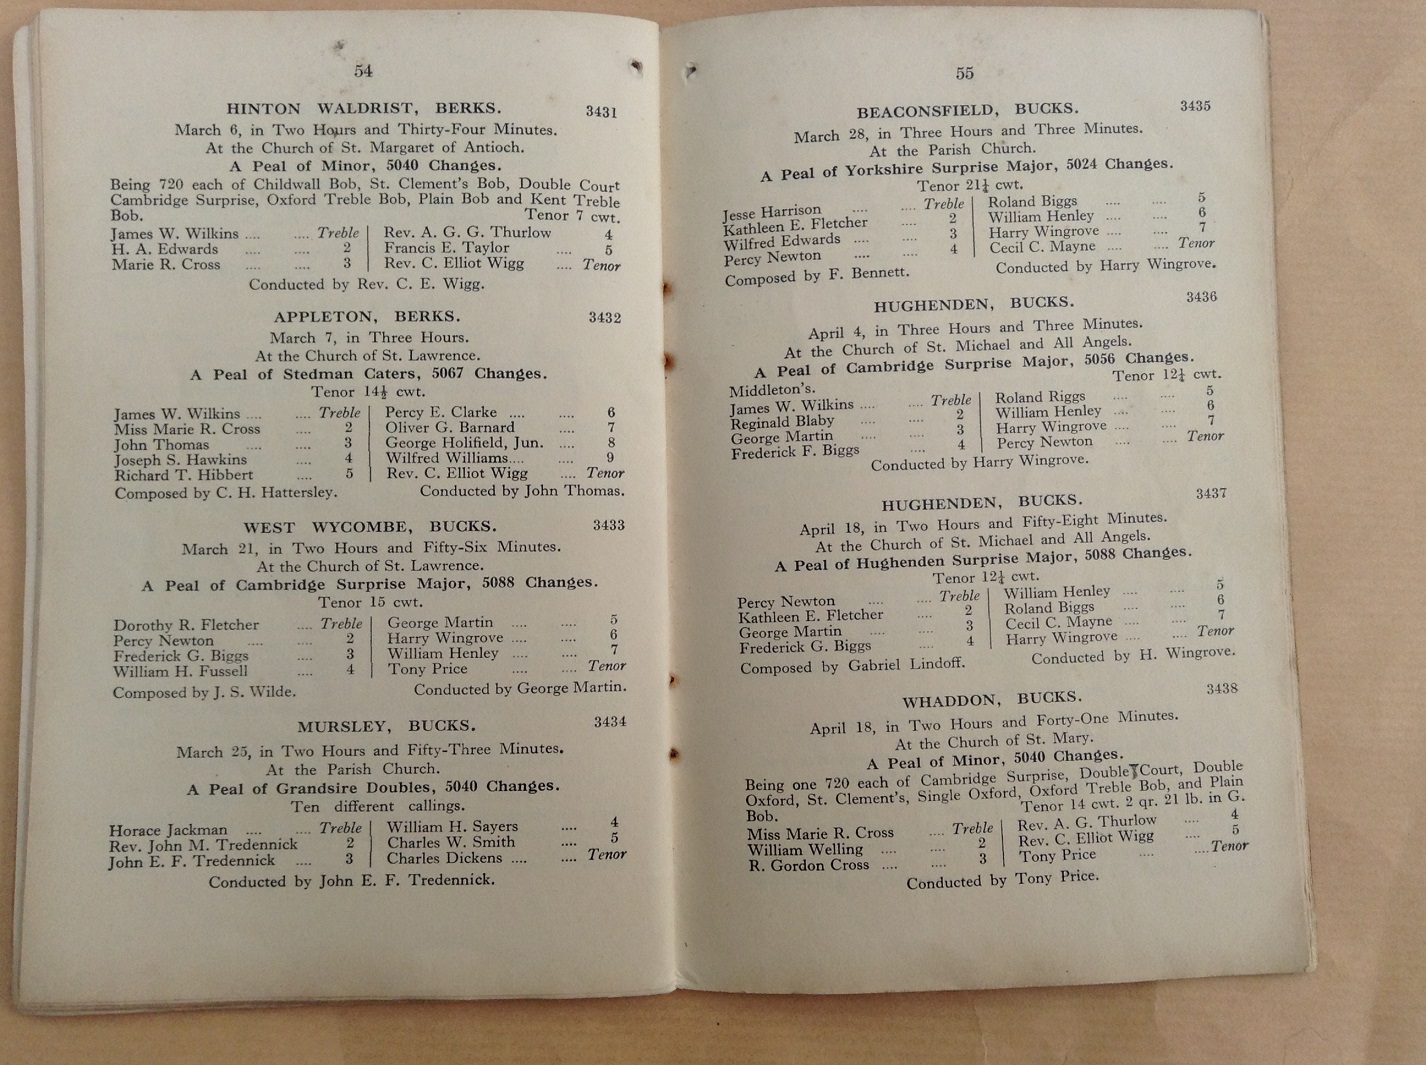 54
HINTON WALDRIST, BERKS. 3431
March 6, in Two Hours and Thirty-Four Minutes.
At the Church of St. Margaret of Antioch.
A Peal of Minor, 5040 Changes.
Being 720 each of Childwall Bob, St. Clement's Bob, Double Court
Cambridge Surprise, Oxford Treble Bob, Plain Bob and Kent Treble
Bob. Tenor 7 cwt.
James W. Wilkins .... .... Treble | Rev. A. G. G. Thurlow 4
H. A. Edwards .... .... 2 | Francis E. Taylor .... 5
Marie R. Cross .... .... 3 | Rev. C. Elliot Wigg .... Tenor
Conducted by Rev. C. E. Wigg.
APPLETON, BERKS. 3432
March 7, in Three Hours.
At the Church of St. Lawrence.
A Peal of Stedman Caters, 5067 Changes.
Tenor 14½ cwt.
James W. Wilkins .... .... Treble | Percy E. Clarke .... .... 6
Miss Marie R. Cross .... 2 | Oliver G. Barnard .... 7
John Thomas .... .... 3 | George Holifield, Jun. .... 8
Joseph S. Hawkins .... 4 | Wilfred Williams.... .... 9
Richard T. Hibbert .... 5 | Rev. C. Elliot Wigg .... Tenor
Composed by C. H. Hattersley. Conducted by John Thomas.
WEST WYCOMBE, BUCKS. 3433
March 21, in Two Hours and Fifty-Six Minutes.
At the Church of St. Lawrence.
A Peal of Cambridge Surprise Major, 5088 Changes.
Tenor 15 cwt.
Dorothy R. Fletcher .... Treble | George Martin .... .... 5
Percy Newton .... .... 2 | Harry Wingrove .... .... 6
Frederick G. Biggs .... 3 | William Henley .... .... 7
William H. Fussell .... 4 | Tony Price .... .... Tenor
Composed by J. S. Wilde. Conducted by George Martin.
MURSLEY, BUCKS. 3434
March 25, in Two Hours and Fifty-Three Minutes.
At the Parish Church.
A Peal of Grandsire Doubles, 5040 Changes.
Ten different callings.
Horace Jackman .... .... Treble | William H. Sayers .... 4
Rev. John M. Tredennick 2 | Charles W. Smith .... 5
John E. F. Tredennick .... 3 | Charles Dickens .... .... Tenor
Conducted by John E. F. Tredennick.
55
BEACONSFIELD, BUCKS. 3435
March 28, in Three Hours and Three Minutes.
At the Parish Church.
A Peal of Yorkshire Surprise Major, 5024 Changes.
Tenor 21¼ cwt.
Jesse Harrison .... .... Treble | Roland Biggs .... .... 5
Kathleen E. Fletcher .... 2 | William Henley .... .... 6
Wilfred Edwards .... .... 3 | Harry Wingrove .... .... 7
Percy Newton .... .... 4 | Cecil C. Mayne .... .... Tenor
Composed by F. Bennett. Conducted by Harry Wingrove.
HUGHENDEN, BUCKS. 3436
April 4, in Three Hours and Three Minutes.
At the Church of St. Michael and All Angels.
A Peal of Cambridge Surprise Major, 5056 Changes.
Middleton's. Tenor 12¼ cwt.
James W. Wilkins .... .... Treble | Roland Riggs .... .... 5
Reginald Blaby .... .... 2 | William Henley .... .... 6
George Martin .... .... 3 | Harry Wingrove .... .... 7
Frederick F. Biggs .... 4 | Percy Newton .... .... Tenor
Conducted by Harry Wingrove.
HUGHENDEN, BUCKS. 3437
April 18, in Two Hours and Fifty-Eight Minutes.
At the Church of St. Michael and All Angels.
A Peal of Hughenden Surprise Major, 5088 Changes.
Tenor 12¼ cwt.
Percy Newton .... .... Treble | William Henley .... .... 5
Kathleen E. Fletcher .... 2 | Roland Biggs .... .... 6
George Martin .... .... 3 | Cecil C. Mayne .... .... 7
Frederick G. Biggs .... 4 | Harry Wingrove .... .... Tenor
Composed by Gabriel Lindoff. Conducted by H. Wingrove.
WHADDON, BUCKS. 3438
April 18, in Two Hours and Forty-One Minutes.
At the Church of St. Mary.
A Peal of Minor, 5040 Changes.
Being one 720 each of Cambridge Surprise, Double Court, Double
Oxford, St. Clement's, Single Oxford, Oxford Treble Bob, and Plain
Bob. Tenor 14 cwt. 2 qr. 21 lb. in G.
Miss Marie R. Cross .... Treble | Rev. A. G. Thurlow .... 4
William Welling .... .... 2 | Rev. C. Elliot Wigg .... 5
R. Gordon Cross .... .... 3 | Tony Price .... .... Tenor
Conducted by Tony Price.